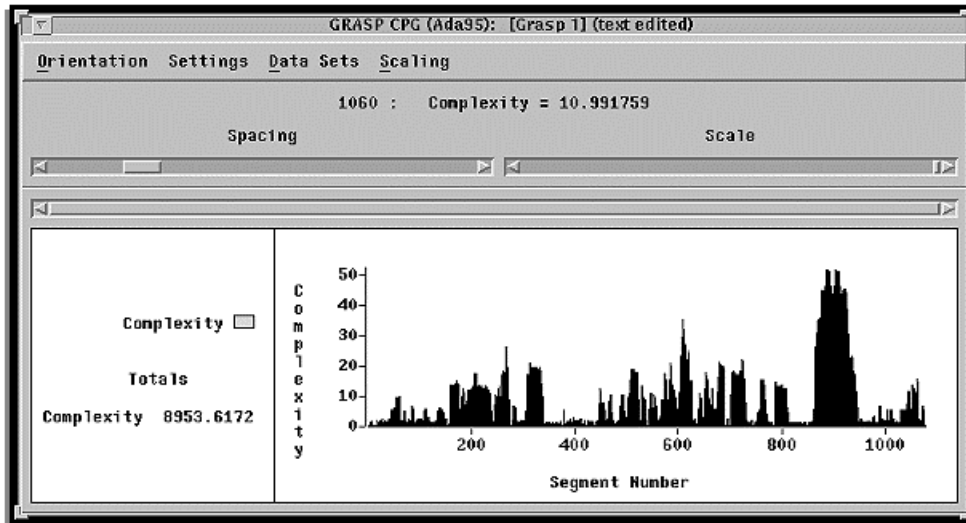 GRASP CPG (Ada95): [Grasp 1] (text edited)
Orientation Settings Data Sets Scaling
1060 : Complexity = 10.991759
Spacing Scale
Complexity
Totals
Complexity 8953.6172
Complexity
50
40
30
20
10
0
200 400 600 800 1000
Segment Number